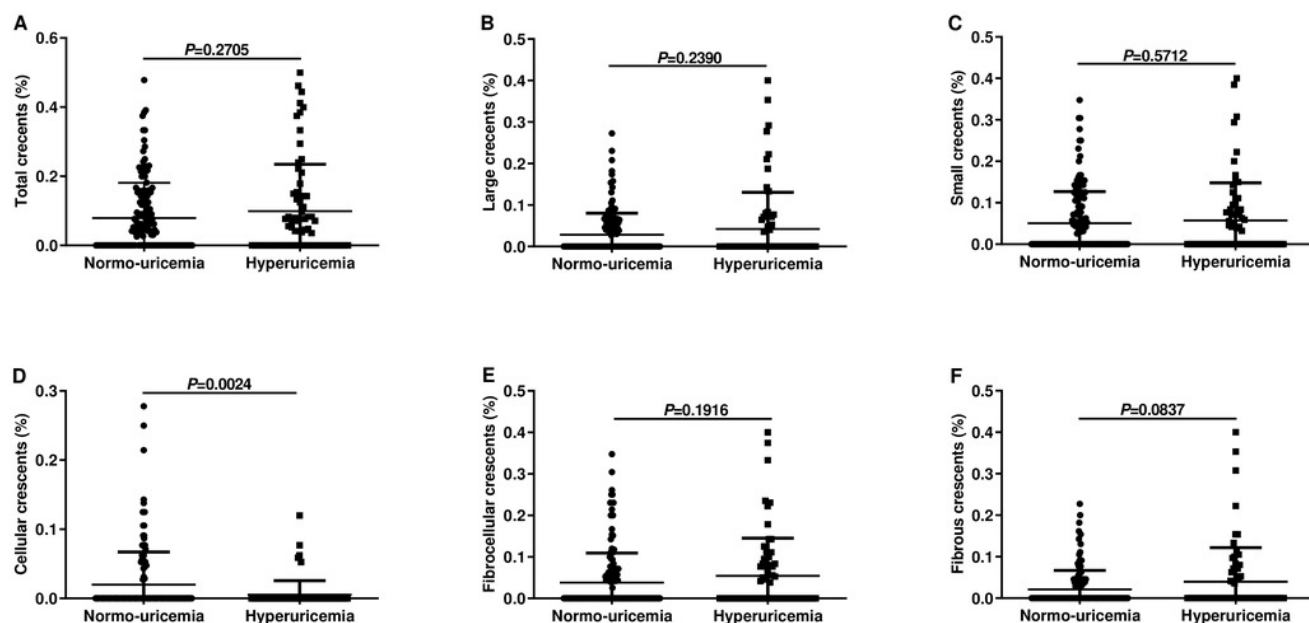 A
Total crecents (%)
0.6
0.4
0.2
0.0
P=0.2705
Normo-uricemia Hyperuricemia
B
Large crecents (%)
0.5
0.4
0.3
0.2
0.1
0.0
P=0.2390
Normo-uricemia Hyperuricemia
C
Small crecents (%)
0.5
0.4
0.3
0.2
0.1
0.0
P=0.5712
Normo-uricemia Hyperuricemia
D
Cellular crescents (%)
0.3
0.2
0.1
0.0
P=0.0024
Normo-uricemia Hyperuricemia
E
Fibrocellular crescents (%)
0.5
0.4
0.3
0.2
0.1
0.0
P=0.1916
Normo-uricemia Hyperuricemia
F
Fibrous crescents (%)
0.5
0.4
0.3
0.2
0.1
0.0
P=0.0837
Normo-uricemia Hyperuricemia